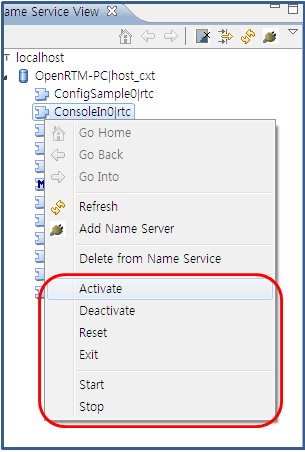 ame Service View
localhost
OpenRTM-PC|host_cxt
ConfigSample0|rtc
ConsoleIn0|rtc
Go Home
Go Back
Go Into
Refresh
Add Name Server
Delete from Name Service
Activate
Deactivate
Reset
Exit
Start
Stop